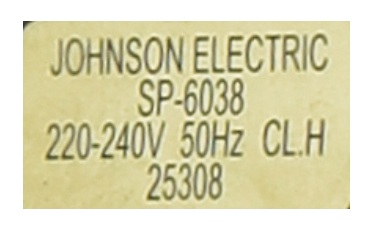 JOHNSON ELECTRIC
SP-6038
220-240V 50Hz CL.H
25308